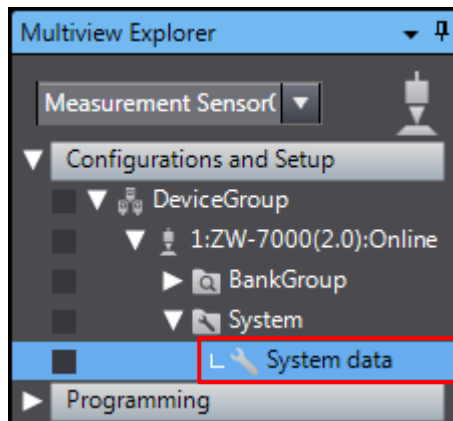 Multiview Explorer
Measurement Sensor(
Configurations and Setup
DeviceGroup
1:ZW-7000(2.0):Online
BankGroup
System
System data
Programming